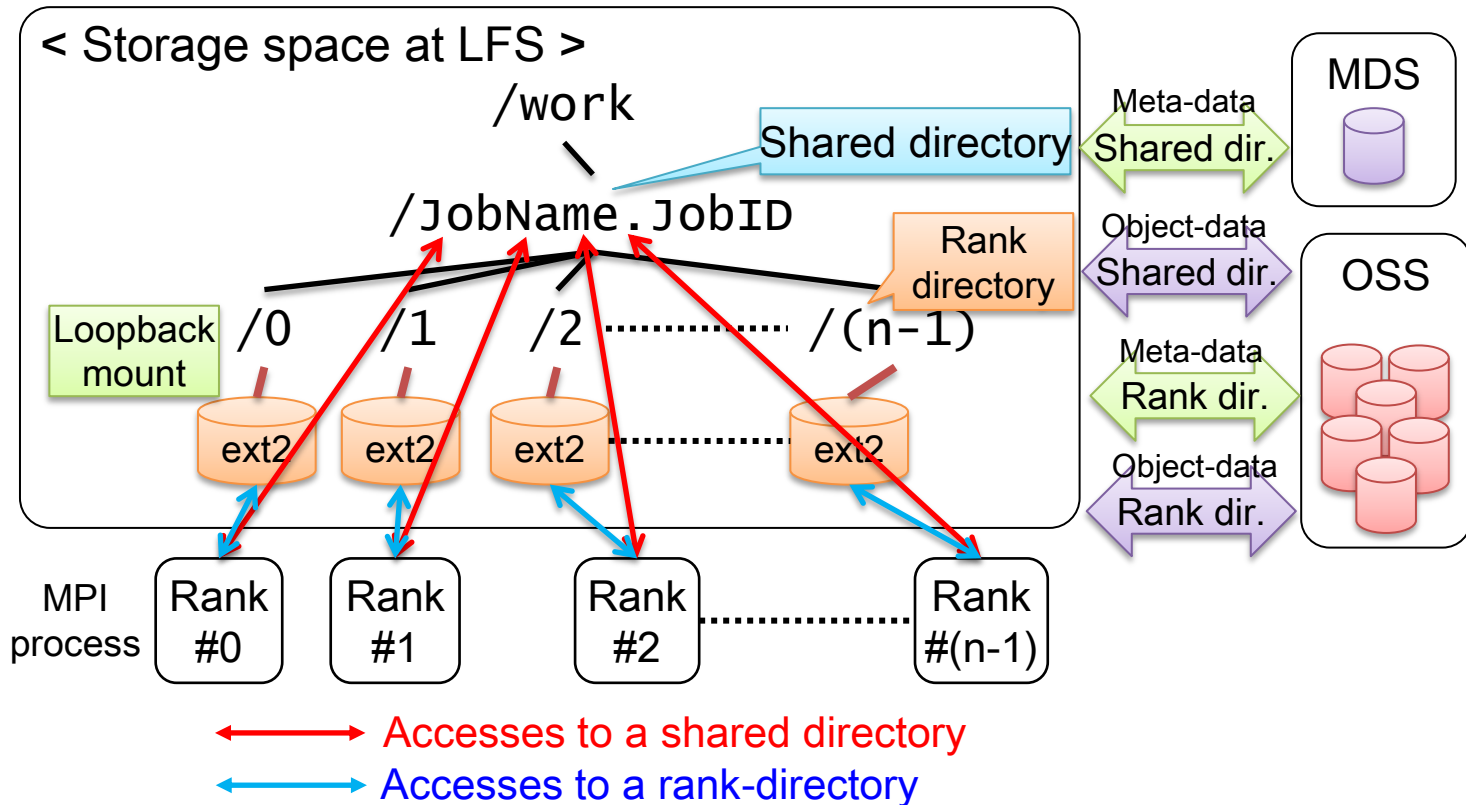 < Storage space at LFS >
/work
Shared directory
/JobName.JobID
Rank
directory
Loopback
mount
/0
/1
/2
/(n-1)
ext2
ext2
ext2
ext2
Meta-data
Shared dir.
Object-data
Shared dir.
Meta-data
Rank dir.
Object-data
Rank dir.
MDS
OSS
MPI
process
Rank
#0
Rank
#1
Rank
#2
Rank
#(n-1)
Accesses to a shared directory
Accesses to a rank-directory